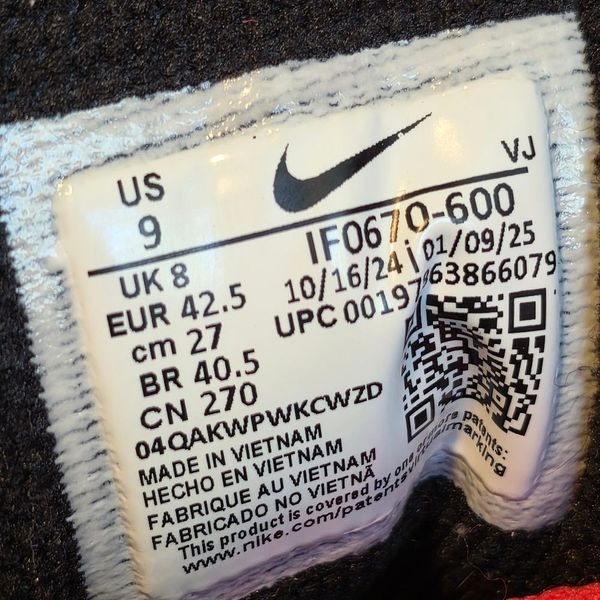 US
9
VJ
IF0670-600
UK 8
10/16/24 01/09/25
EUR 42.5
UPC 00197863866079
cm 27
BR 40.5
CN 270
04QAKWPWKCWZD
MADE IN VIETNAM
HECHO EN VIETNAM
FABRIQUE AU VIETNAM
FABRICADO NO VIETNÃ
This product is covered by one or more patents:
www.nike.com/patents